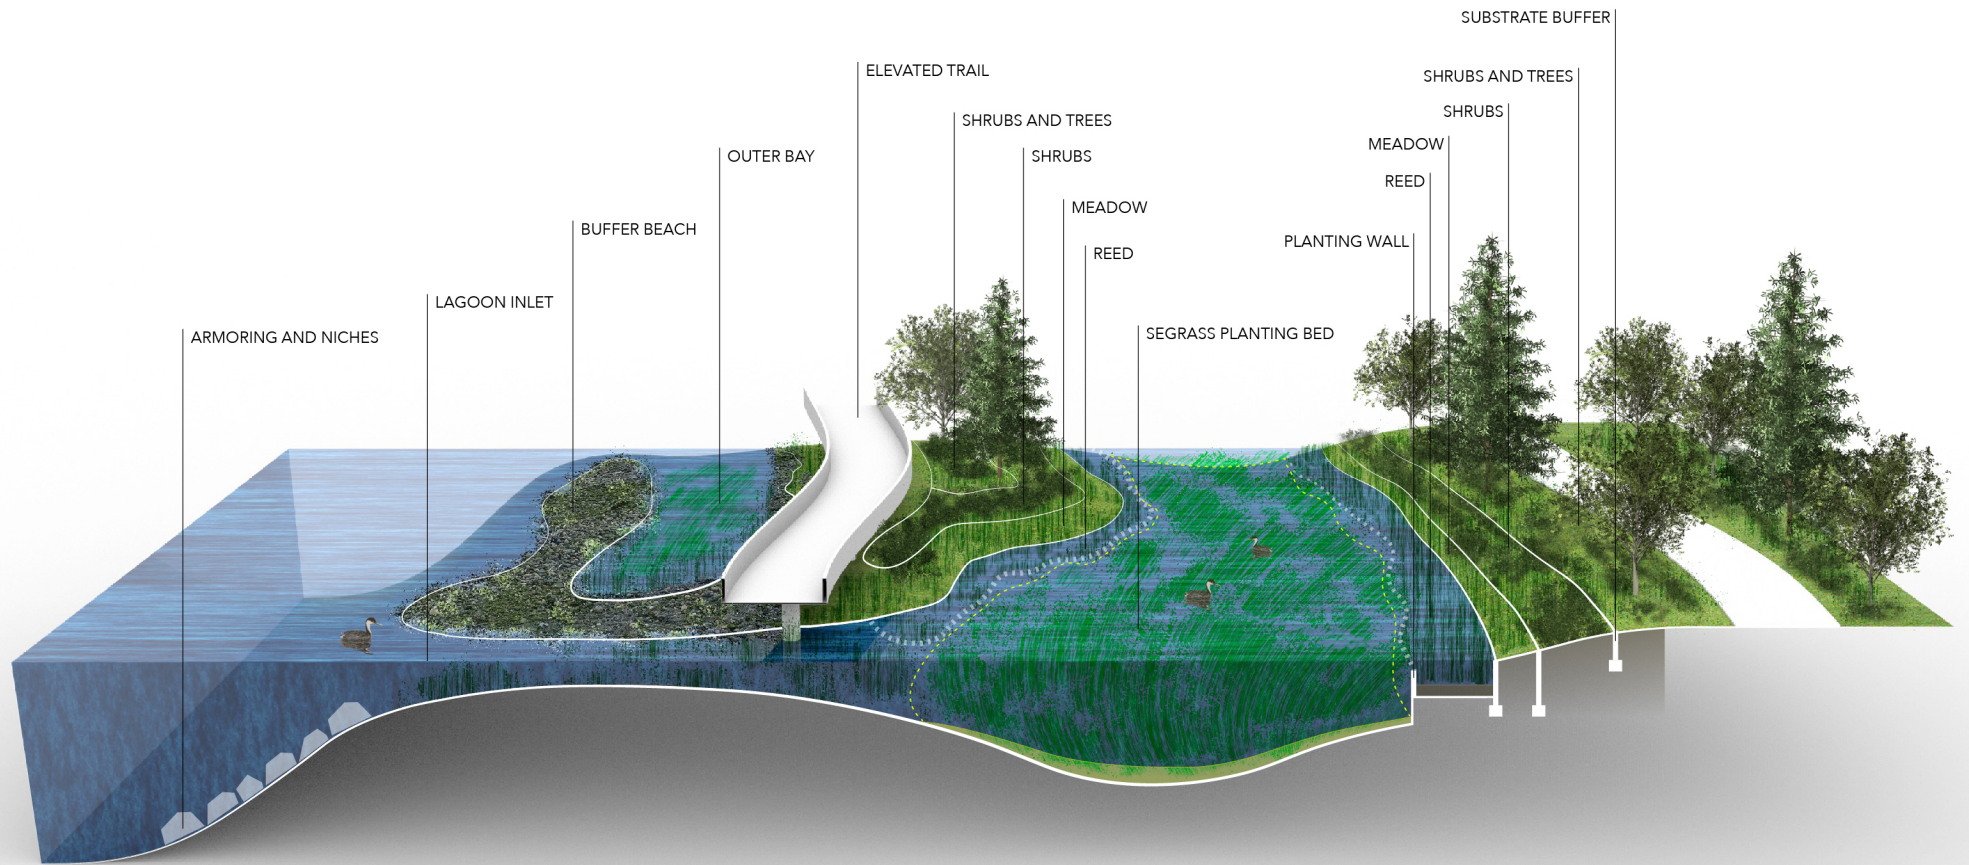 SUBSTRATE BUFFER
ELEVATED TRAIL
SHRUBS AND TREES
SHRUBS
SHRUBS AND TREES
MEADOW
OUTER BAY
SHRUBS
REED
MEADOW
BUFFER BEACH
PLANTING WALL
REED
LAGOON INLET
SEGRASS PLANTING BED
ARMORING AND NICHES